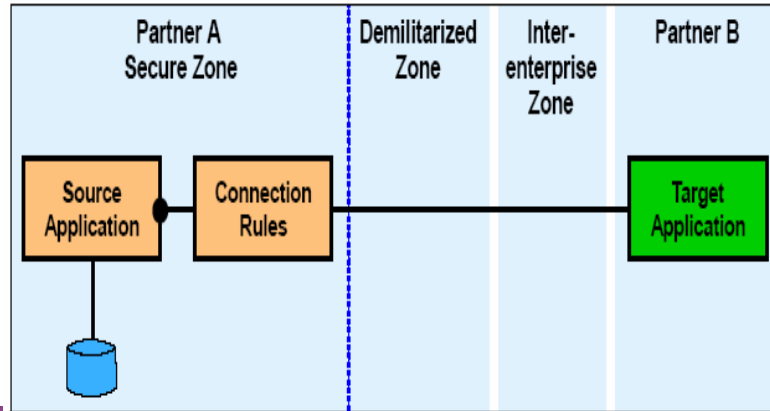 Partner A
Secure Zone
Demilitarized
Zone
Inter-
enterprise
Zone
Partner B
Source
Application
Connection
Rules
Target
Application